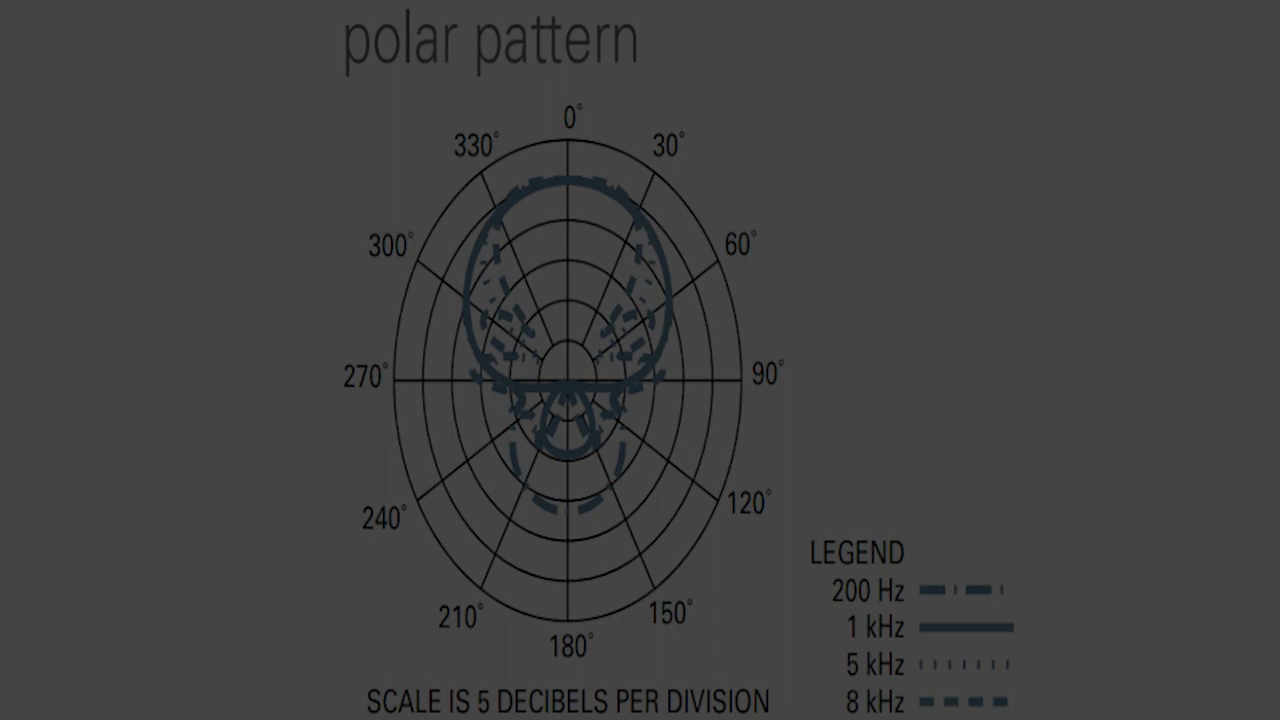 polar pattern
0°
330° 30°
300° 60°
270° 90°
240° 120°
210° 150°
180°
LEGEND
200 Hz
1 kHz
5 kHz
8 kHz
SCALE IS 5 DECIBELS PER DIVISION